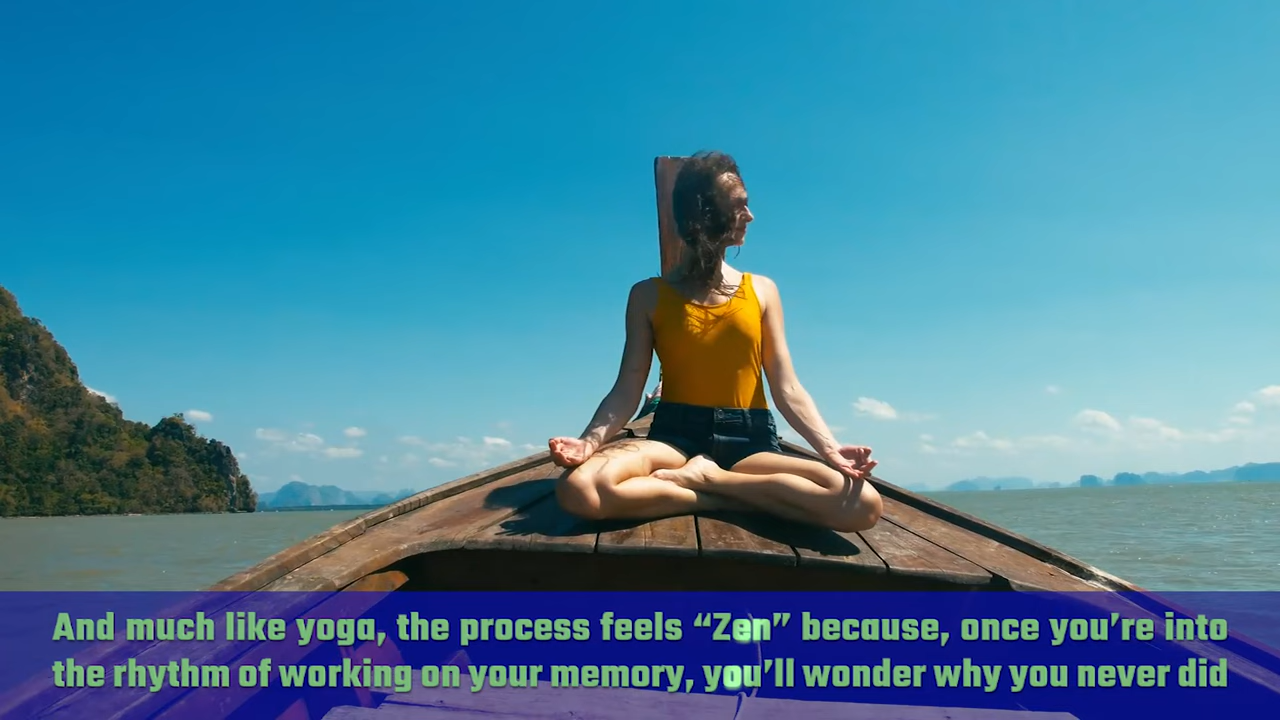 And much like yoga, the process feels “Zen” because, once you’re into
the rhythm of working on your memory, you’ll wonder why you never did